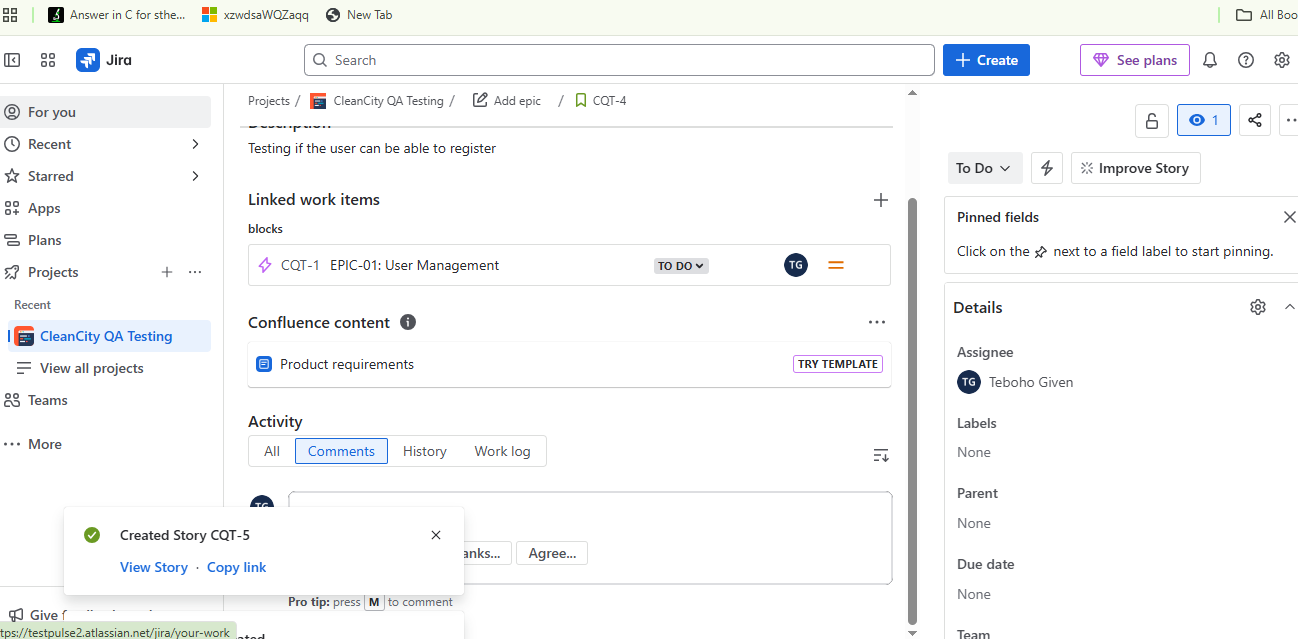 Answer in C for sthe...
xzwdsaWQZaqq
New Tab
All Boo
Jira
Search
Create
See plans
For you
Recent
Starred
Apps
Plans
Projects
Recent
CleanCity QA Testing
View all projects
Teams
More
Projects / CleanCity QA Testing / Add epic / CQT-4
Description
Testing if the user can be able to register
Linked work items
blocks
CQT-1 EPIC-01: User Management TO DO TG
Confluence content
Product requirements TRY TEMPLATE
Activity
All Comments History Work log
TG
anks... Agree...
Pro tip: press M to comment
1
To Do
Improve Story
Pinned fields
Click on the next to a field label to start pinning.
Details
Assignee
TG Teboho Given
Labels
None
Parent
None
Due date
None
Team
Created Story CQT-5
View Story · Copy link
Give
ated
tps://testpulse2.atlassian.net/jira/your-work